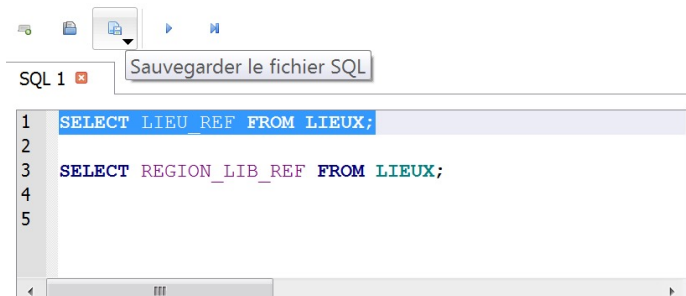 Sauvegarder le fichier SQL
SQL 1
1 SELECT LIEU_REF FROM LIEUX;
2
3 SELECT REGION_LIB_REF FROM LIEUX;
4
5